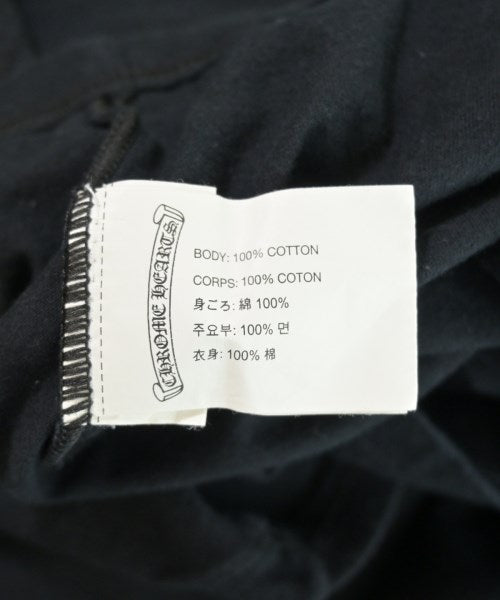 CHROME HEARTS
BODY: 100% COTTON
CORPS: 100% COTON
身ごろ: 綿 100%
주요부: 100% 면
衣身: 100% 棉